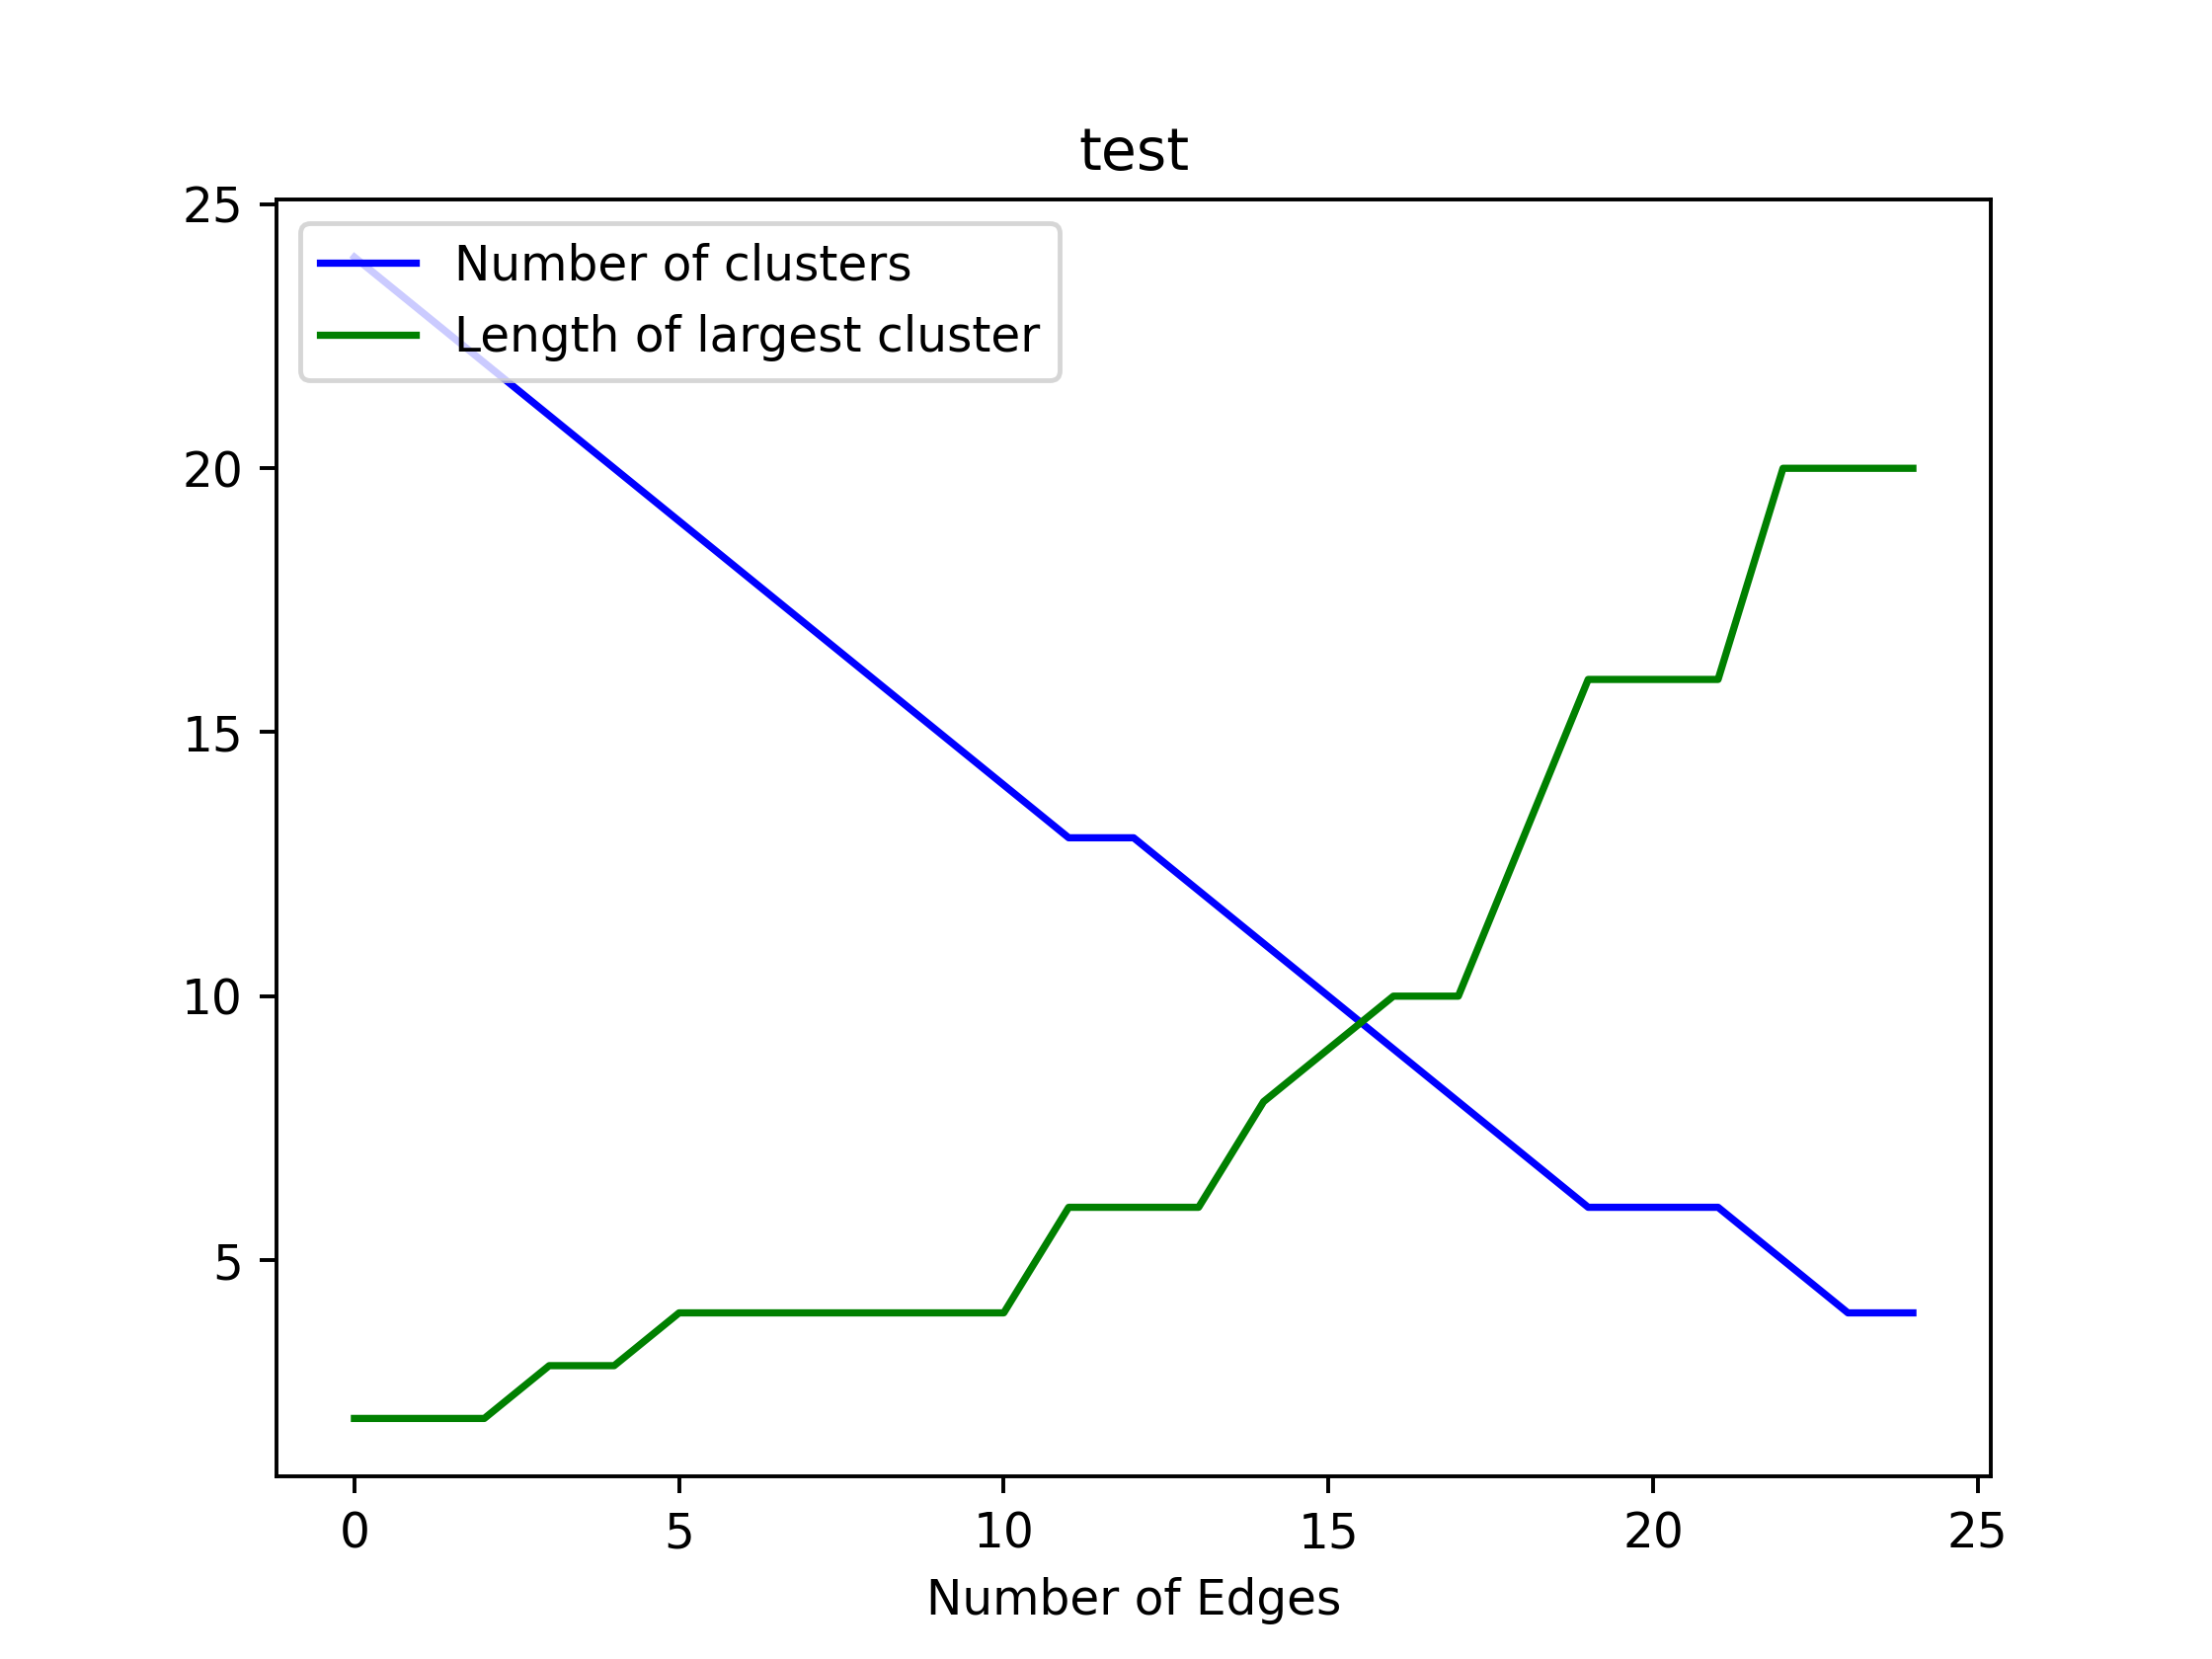 test
25
20
15
10
5
Number of clusters
Length of largest cluster
0 5 10 15 20 25
Number of Edges